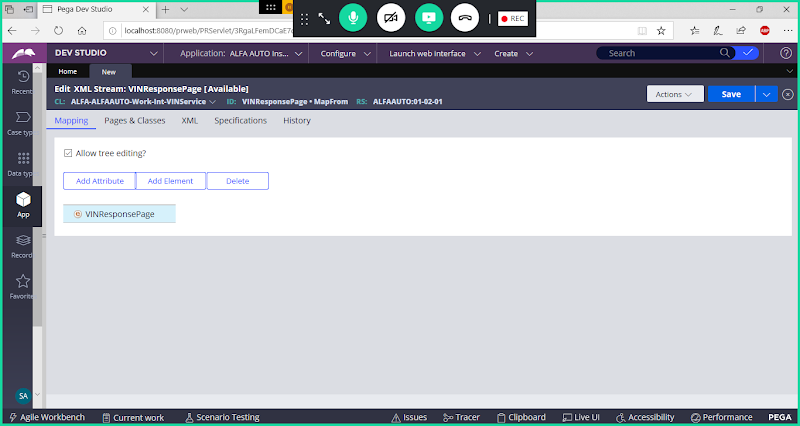 Pega Dev Studio
localhost:8080/prweb/PRServlet/3RgaLFemDCaE7
REC
DEV STUDIO
Application: ALFA AUTO Ins...
Configure
Launch web interface
Create
Search
Recent
Home
New
Edit XML Stream: VINResponsePage [Available]
CL: ALFA-ALFAAUTO-Work-Int-VINService
ID: VINResponsePage • MapFrom
RS: ALFAAUTO:01-02-01
Actions
Save
Case typ
Mapping
Pages & Classes
XML
Specifications
History
Data typ
Allow tree editing?
Add Attribute
Add Element
Delete
App
e VINResponsePage
Record
Favorite
SA
Agile Workbench
Current work
Scenario Testing
Issues
Tracer
Clipboard
Live UI
Accessibility
Performance
PEGA